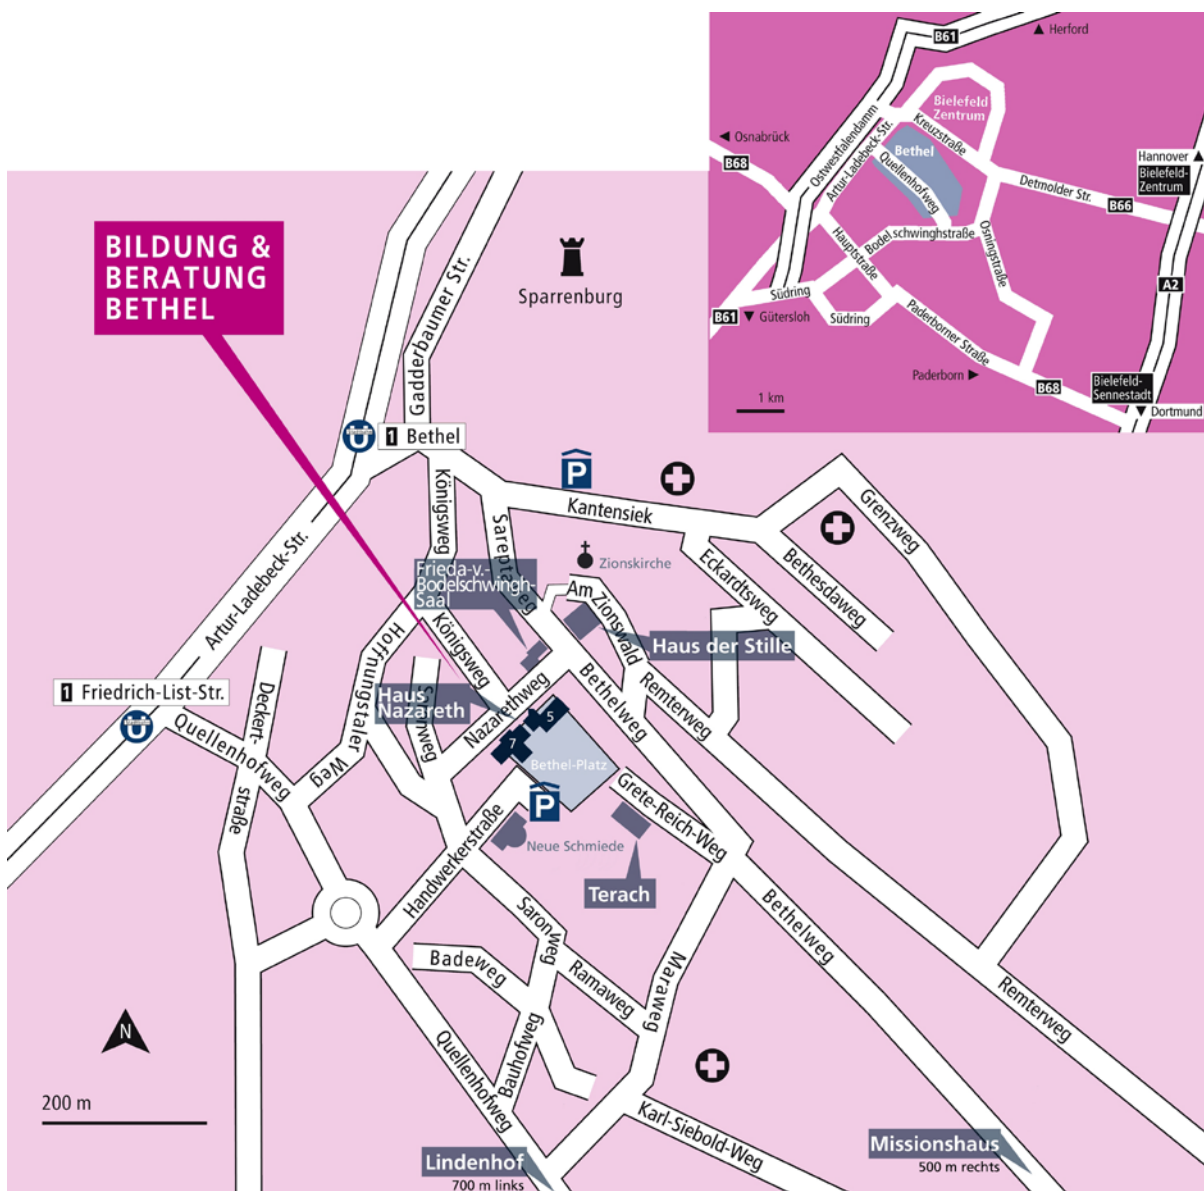 B61
Herford
Bielefeld
Zentrum
Osnabrück
B68
Ostwestfalendamm
Artur-Ladebeck-Str.
Kreuzstraße
Bethel
Quellenhofweg
Hannover
Bielefeld-
Zentrum
Detmolder Str.
B66
Bodelschwinghstraße
Hauptstraße
Osningstraße
A2
Südring
B61
Gütersloh
Südring
Paderborner Straße
Paderborn
B68
Bielefeld-
Sennestadt
Dortmund
1 km
BILDUNG &
BERATUNG
BETHEL
Sparrenburg
Gadderbaumer Str.
1 Bethel
Königsweg
P
Kantensiek
Grenzweg
Sareptaweg
Zionskirche
Eckardtsweg
Bethesdaweg
Artur-Ladebeck-Str.
Frieda-v.-
Bodelschwingh-
Saal
Am Zionswald
Haus der Stille
Hoffnungstaler Weg
Königsweg
1 Friedrich-List-Str.
Deckert-
straße
Haus
Nazareth
Nazarethweg
Bethelweg
Remterweg
Quellenhofweg
5
7
Bethel-Platz
P
Grete-Reich-Weg
Handwerkerstraße
Neue Schmiede
Terach
Saronweg
Bethelweg
Badeweg
Ramaweg
Maraweg
Remterweg
N
Quellenhofweg
Bauhofweg
200 m
Karl-Siebold-Weg
Lindenhof
700 m links
Missionshaus
500 m rechts